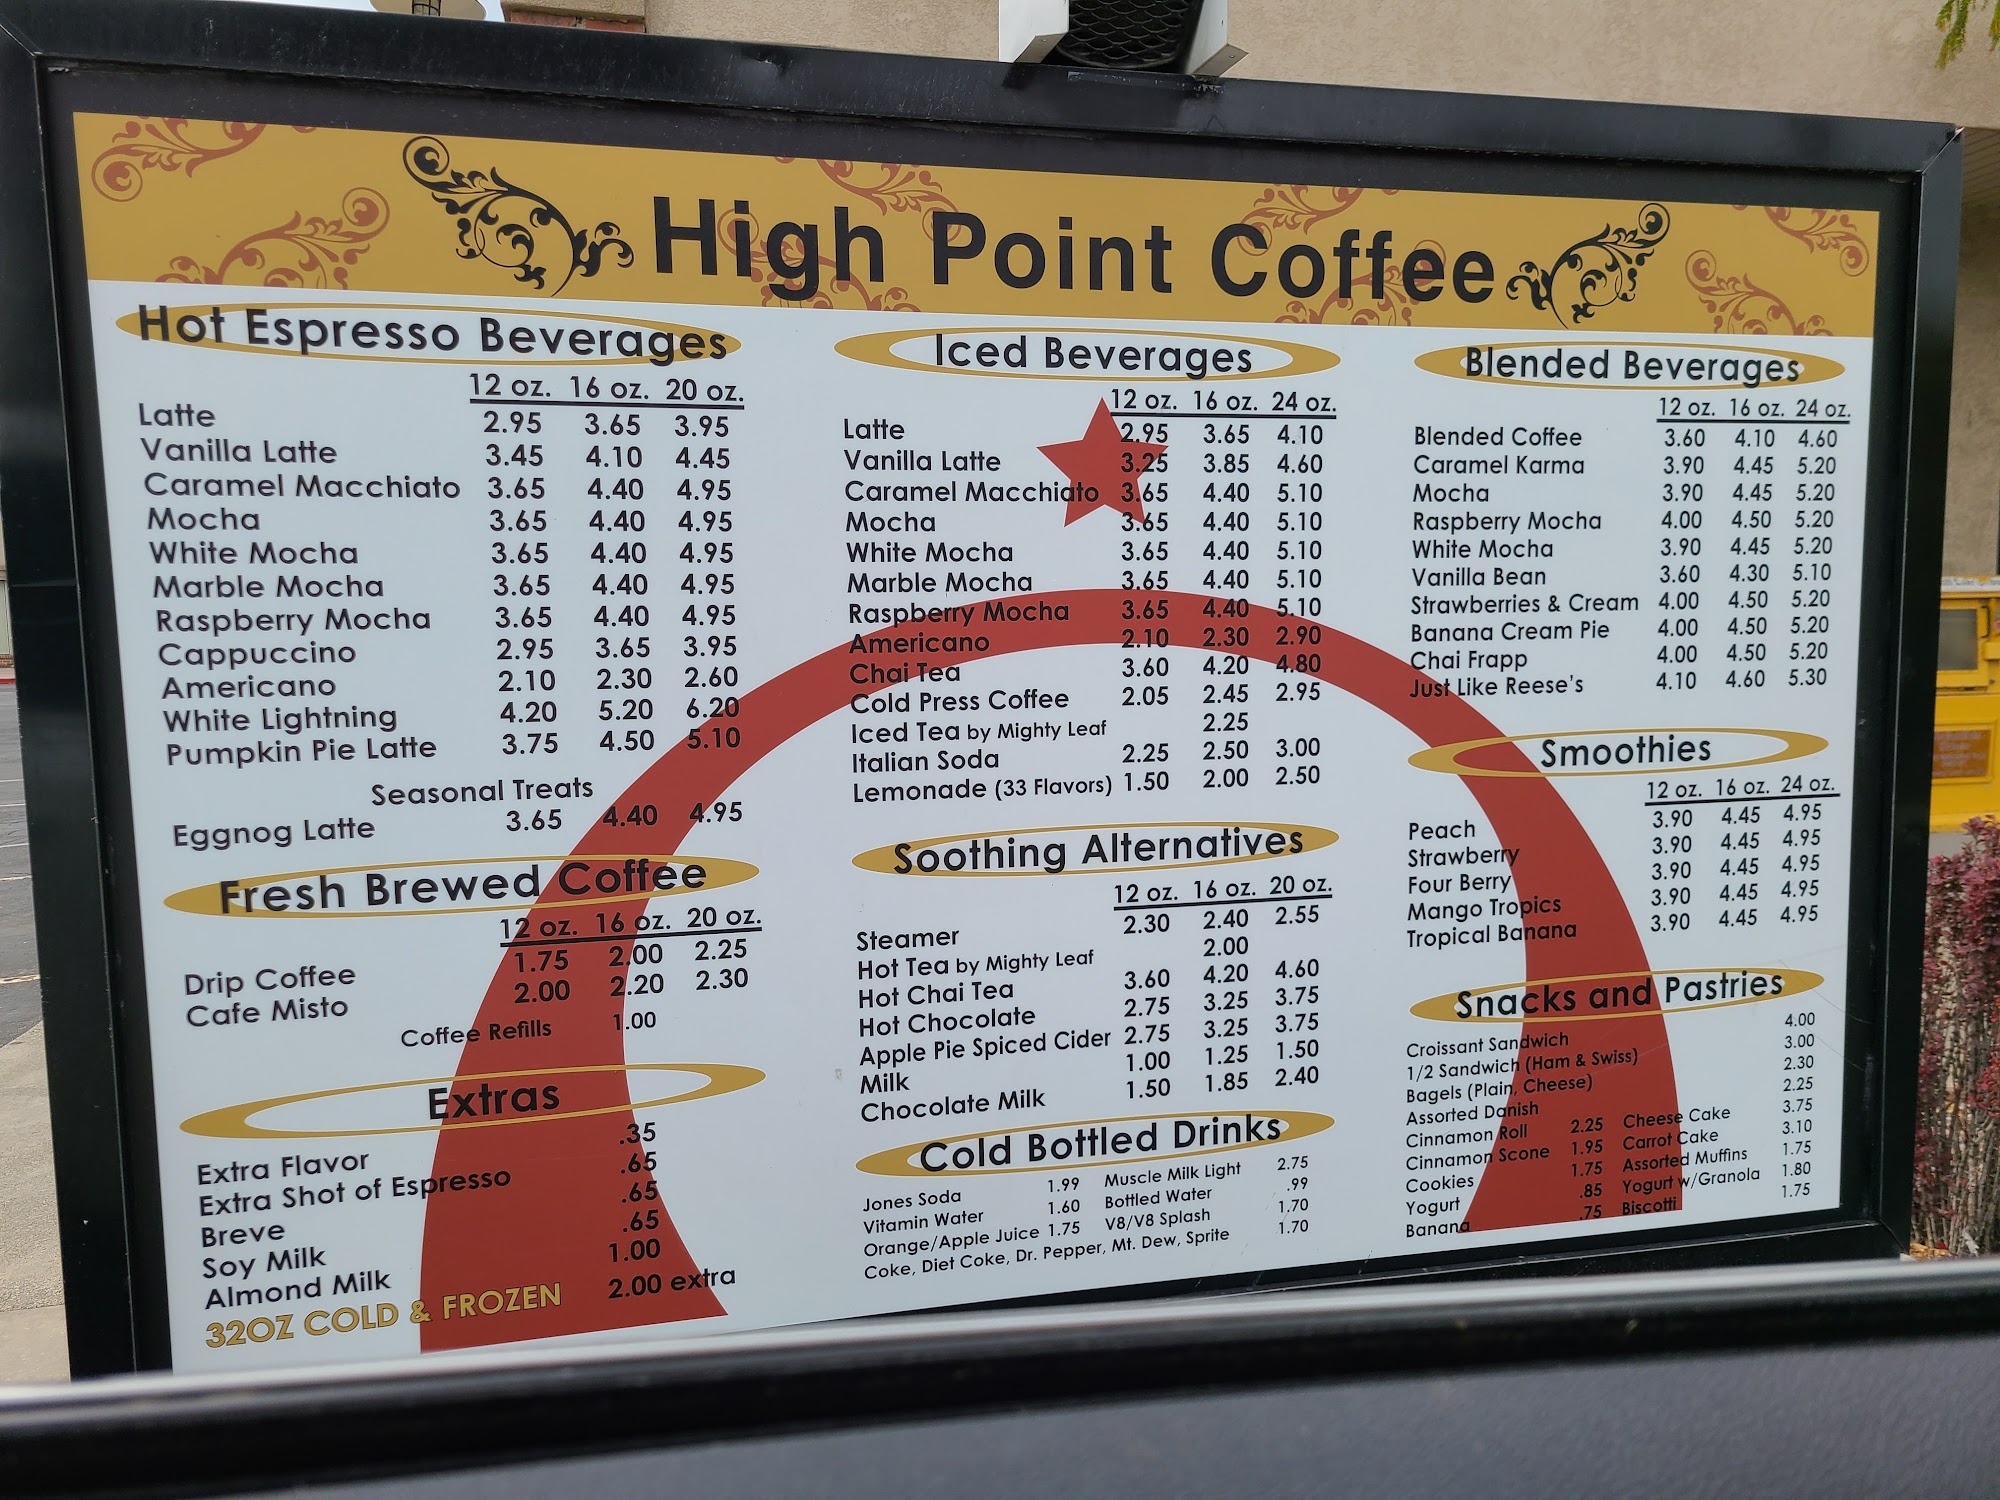 High Point Coffee
Hot Espresso Beverages
12 oz. 16 oz. 20 oz.
Latte 2.95 3.65 3.95
Vanilla Latte 3.45 4.10 4.45
Caramel Macchiato 3.65 4.40 4.95
Mocha 3.65 4.40 4.95
White Mocha 3.65 4.40 4.95
Marble Mocha 3.65 4.40 4.95
Raspberry Mocha 3.65 4.40 4.95
Cappuccino 2.95 3.65 3.95
Americano 2.10 2.30 2.60
White Lightning 4.20 5.20 6.20
Pumpkin Pie Latte 3.75 4.50 5.10
Seasonal Treats
Eggnog Latte 3.65 4.40 4.95
Fresh Brewed Coffee
12 oz. 16 oz. 20 oz.
Drip Coffee 1.75 2.00 2.25
Cafe Misto 2.00 2.20 2.30
Coffee Refills 1.00
Extras
Extra Flavor .35
Extra Shot of Espresso .65
Breve .65
Soy Milk .65
Almond Milk 1.00
32OZ COLD & FROZEN 2.00 extra
Iced Beverages
12 oz. 16 oz. 24 oz.
Latte 2.95 3.65 4.10
Vanilla Latte 3.25 3.85 4.60
Caramel Macchiato 3.65 4.40 5.10
Mocha 3.65 4.40 5.10
White Mocha 3.65 4.40 5.10
Marble Mocha 3.65 4.40 5.10
Raspberry Mocha 3.65 4.40 5.10
Americano 2.10 2.30 2.90
Chai Tea 3.60 4.20 4.80
Cold Press Coffee 2.05 2.45 2.95
Iced Tea by Mighty Leaf 2.25
Italian Soda 2.25 2.50 3.00
Lemonade (33 Flavors) 1.50 2.00 2.50
Soothing Alternatives
12 oz. 16 oz. 20 oz.
Steamer 2.30 2.40 2.55
Hot Tea by Mighty Leaf 2.00
Hot Chai Tea 3.60 4.20 4.60
Hot Chocolate 2.75 3.25 3.75
Apple Pie Spiced Cider 2.75 3.25 3.75
Milk 1.00 1.25 1.50
Chocolate Milk 1.50 1.85 2.40
Cold Bottled Drinks
Jones Soda 1.99 Muscle Milk Light 2.75
Vitamin Water 1.60 Bottled Water .99
Orange/Apple Juice 1.75 V8/V8 Splash 1.70
Coke, Diet Coke, Dr. Pepper, Mt. Dew, Sprite 1.70
Blended Beverages
12 oz. 16 oz. 24 oz.
Blended Coffee 3.60 4.10 4.60
Caramel Karma 3.90 4.45 5.20
Mocha 3.90 4.45 5.20
Raspberry Mocha 4.00 4.50 5.20
White Mocha 3.90 4.45 5.20
Vanilla Bean 3.60 4.30 5.10
Strawberries & Cream 4.00 4.50 5.20
Banana Cream Pie 4.00 4.50 5.20
Chai Frapp 4.00 4.50 5.20
Just Like Reese's 4.10 4.60 5.30
Smoothies
12 oz. 16 oz. 24 oz.
Peach 3.90 4.45 4.95
Strawberry 3.90 4.45 4.95
Four Berry 3.90 4.45 4.95
Mango Tropics 3.90 4.45 4.95
Tropical Banana 3.90 4.45 4.95
Snacks and Pastries
Croissant Sandwich 4.00
1/2 Sandwich (Ham & Swiss) 3.00
Bagels (Plain, Cheese) 2.30
Assorted Danish 2.25
Cinnamon Roll 2.25 Cheese Cake 3.75
Cinnamon Scone 1.95 Carrot Cake 3.10
Cookies 1.75 Assorted Muffins 1.75
Yogurt .85 Yogurt w/Granola 1.80
Banana .75 Biscotti 1.75